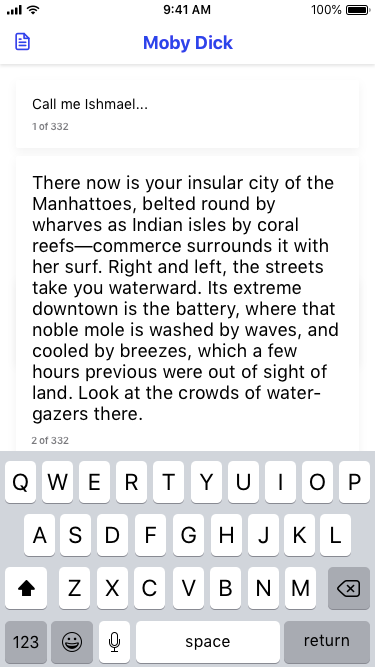 9:41 AM
100%
Moby Dick
Call me Ishmael...
1 of 332
There now is your insular city of the
Manhattoes, belted round by
wharves as Indian isles by coral
reefs—commerce surrounds it with
her surf. Right and left, the streets
take you waterward. Its extreme
downtown is the battery, where that
noble mole is washed by waves, and
cooled by breezes, which a few
hours previous were out of sight of
land. Look at the crowds of water-
gazers there.
2 of 332
Q W E R T Y U I O P
A S D F G H J K L
Z X C V B N M
123 space return